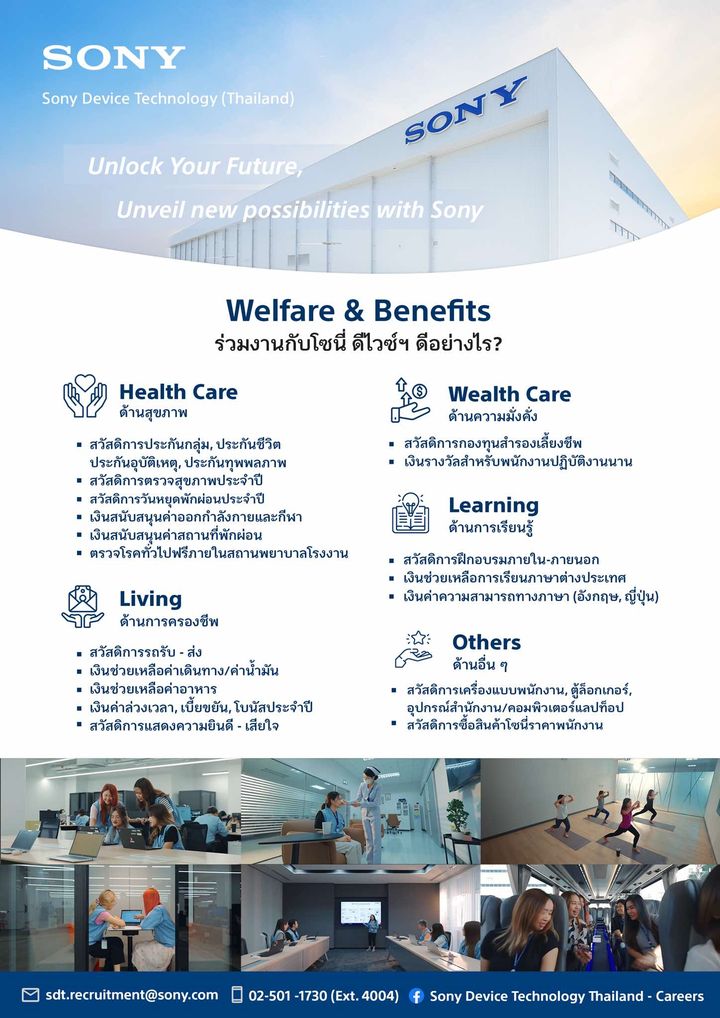 SONY
Sony Device Technology (Thailand)
SONY
Unlock Your Future,
Unveil new possibilities with Sony
Welfare & Benefits
ร่วมงานกับโซนี่ ดีไวซ์ฯ ดีอย่างไร?
Health Care
ด้านสุขภาพ
▪ สวัสดิการประกันกลุ่ม, ประกันชีวิต
ประกันอุบัติเหตุ, ประกันทุพพลภาพ
▪ สวัสดิการตรวจสุขภาพประจำปี
▪ สวัสดิการวันหยุดพักผ่อนประจำปี
▪ เงินสนับสนุนค่าออกกำลังกายและกีฬา
▪ เงินสนับสนุนค่าสถานที่พักผ่อน
▪ ตรวจโรคทั่วไปฟรีภายในสถานพยาบาลโรงงาน
Living
ด้านการครองชีพ
▪ สวัสดิการรถรับ - ส่ง
▪ เงินช่วยเหลือค่าเดินทาง/ค่าน้ำมัน
▪ เงินช่วยเหลือค่าอาหาร
▪ เงินค่าล่วงเวลา, เบี้ยขยัน, โบนัสประจำปี
▪ สวัสดิการแสดงความยินดี - เสียใจ
Wealth Care
ด้านความมั่งคั่ง
▪ สวัสดิการกองทุนสำรองเลี้ยงชีพ
▪ เงินรางวัลสำหรับพนักงานปฏิบัติงานนาน
Learning
ด้านการเรียนรู้
▪ สวัสดิการฝึกอบรมภายใน-ภายนอก
▪ เงินช่วยเหลือการเรียนภาษาต่างประเทศ
▪ เงินค่าความสามารถทางภาษา (อังกฤษ, ญี่ปุ่น)
Others
ด้านอื่น ๆ
▪ สวัสดิการเครื่องแบบพนักงาน, ตู้ล็อกเกอร์,
อุปกรณ์สำนักงาน/คอมพิวเตอร์แลปท็อป
▪ สวัสดิการซื้อสินค้าโซนี่ราคาพนักงาน
sdt.recruitment@sony.com
02-501 -1730 (Ext. 4004)
Sony Device Technology Thailand - Careers